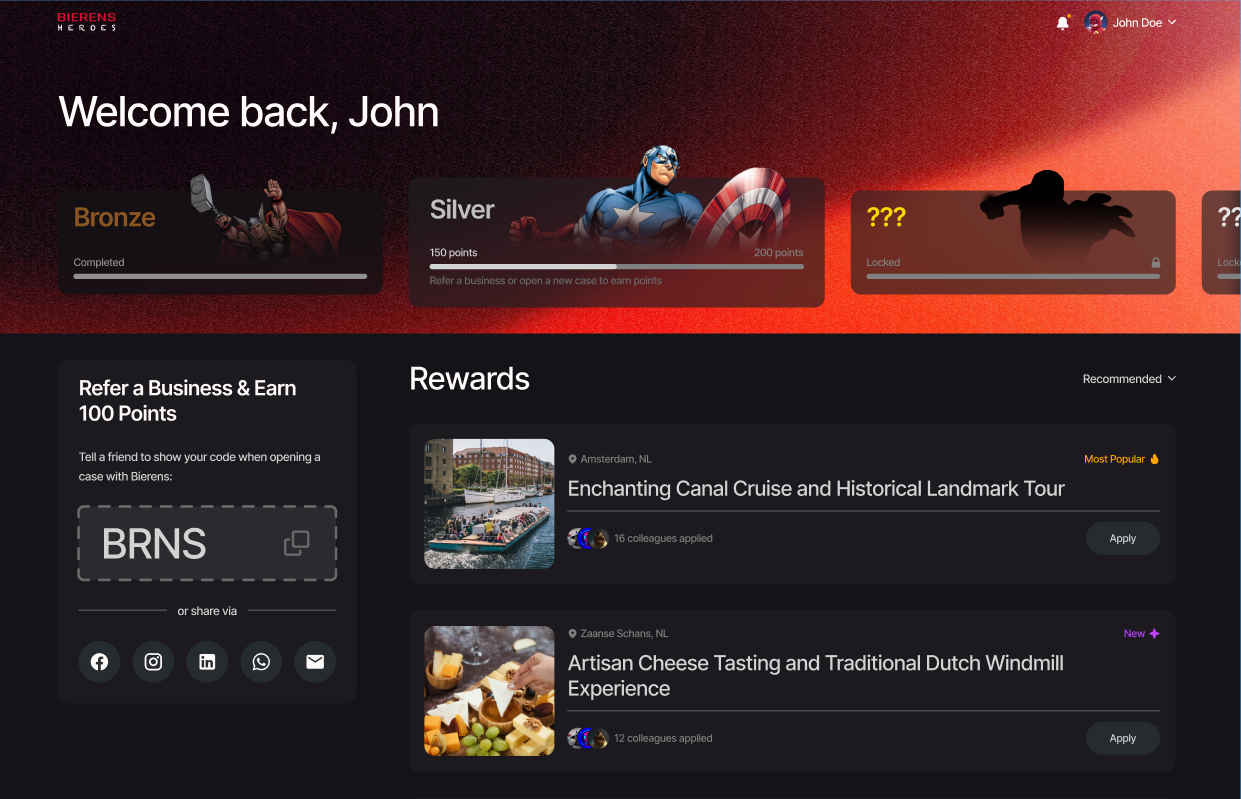 BIERENS
HEROES
John Doe
Welcome back, John
Bronze
Completed
Silver
150 points
200 points
Refer a business or open a new case to earn points
???
Locked
??
Lock
Refer a Business & Earn
100 Points
Tell a friend to show your code when opening a
case with Bierens:
BRNS
or share via
Rewards
Recommended
Amsterdam, NL
Most Popular
Enchanting Canal Cruise and Historical Landmark Tour
16 colleagues applied
Apply
Zaanse Schans, NL
New
Artisan Cheese Tasting and Traditional Dutch Windmill
Experience
12 colleagues applied
Apply